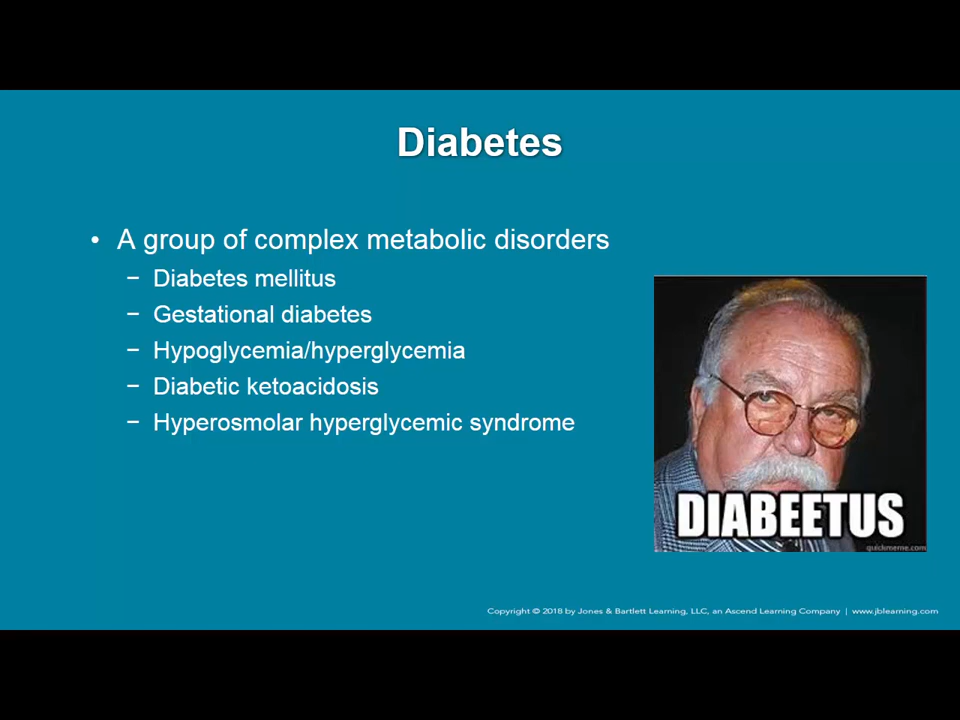 Diabetes
• A group of complex metabolic disorders
− Diabetes mellitus
− Gestational diabetes
− Hypoglycemia/hyperglycemia
− Diabetic ketoacidosis
− Hyperosmolar hyperglycemic syndrome
DIABEETUS
quickmeme.com
Copyright © 2018 by Jones & Bartlett Learning, LLC, an Ascend Learning Company | www.jblearning.com